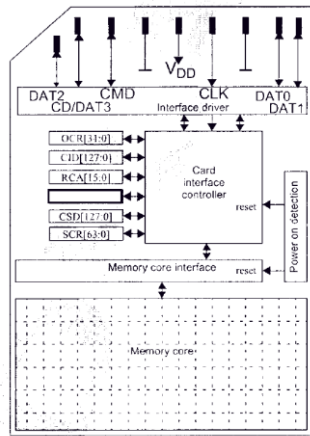 VDD
DAT2 CMD CLK DAT0
CD/DAT3 Interface driver DAT1
OCR[31:0]
CID[127:0]
RCA[15:0]
CSD[127:0]
SCR[63:0]
Card
interface
controller
reset
Power on detection
Memory core interface reset
Memory core